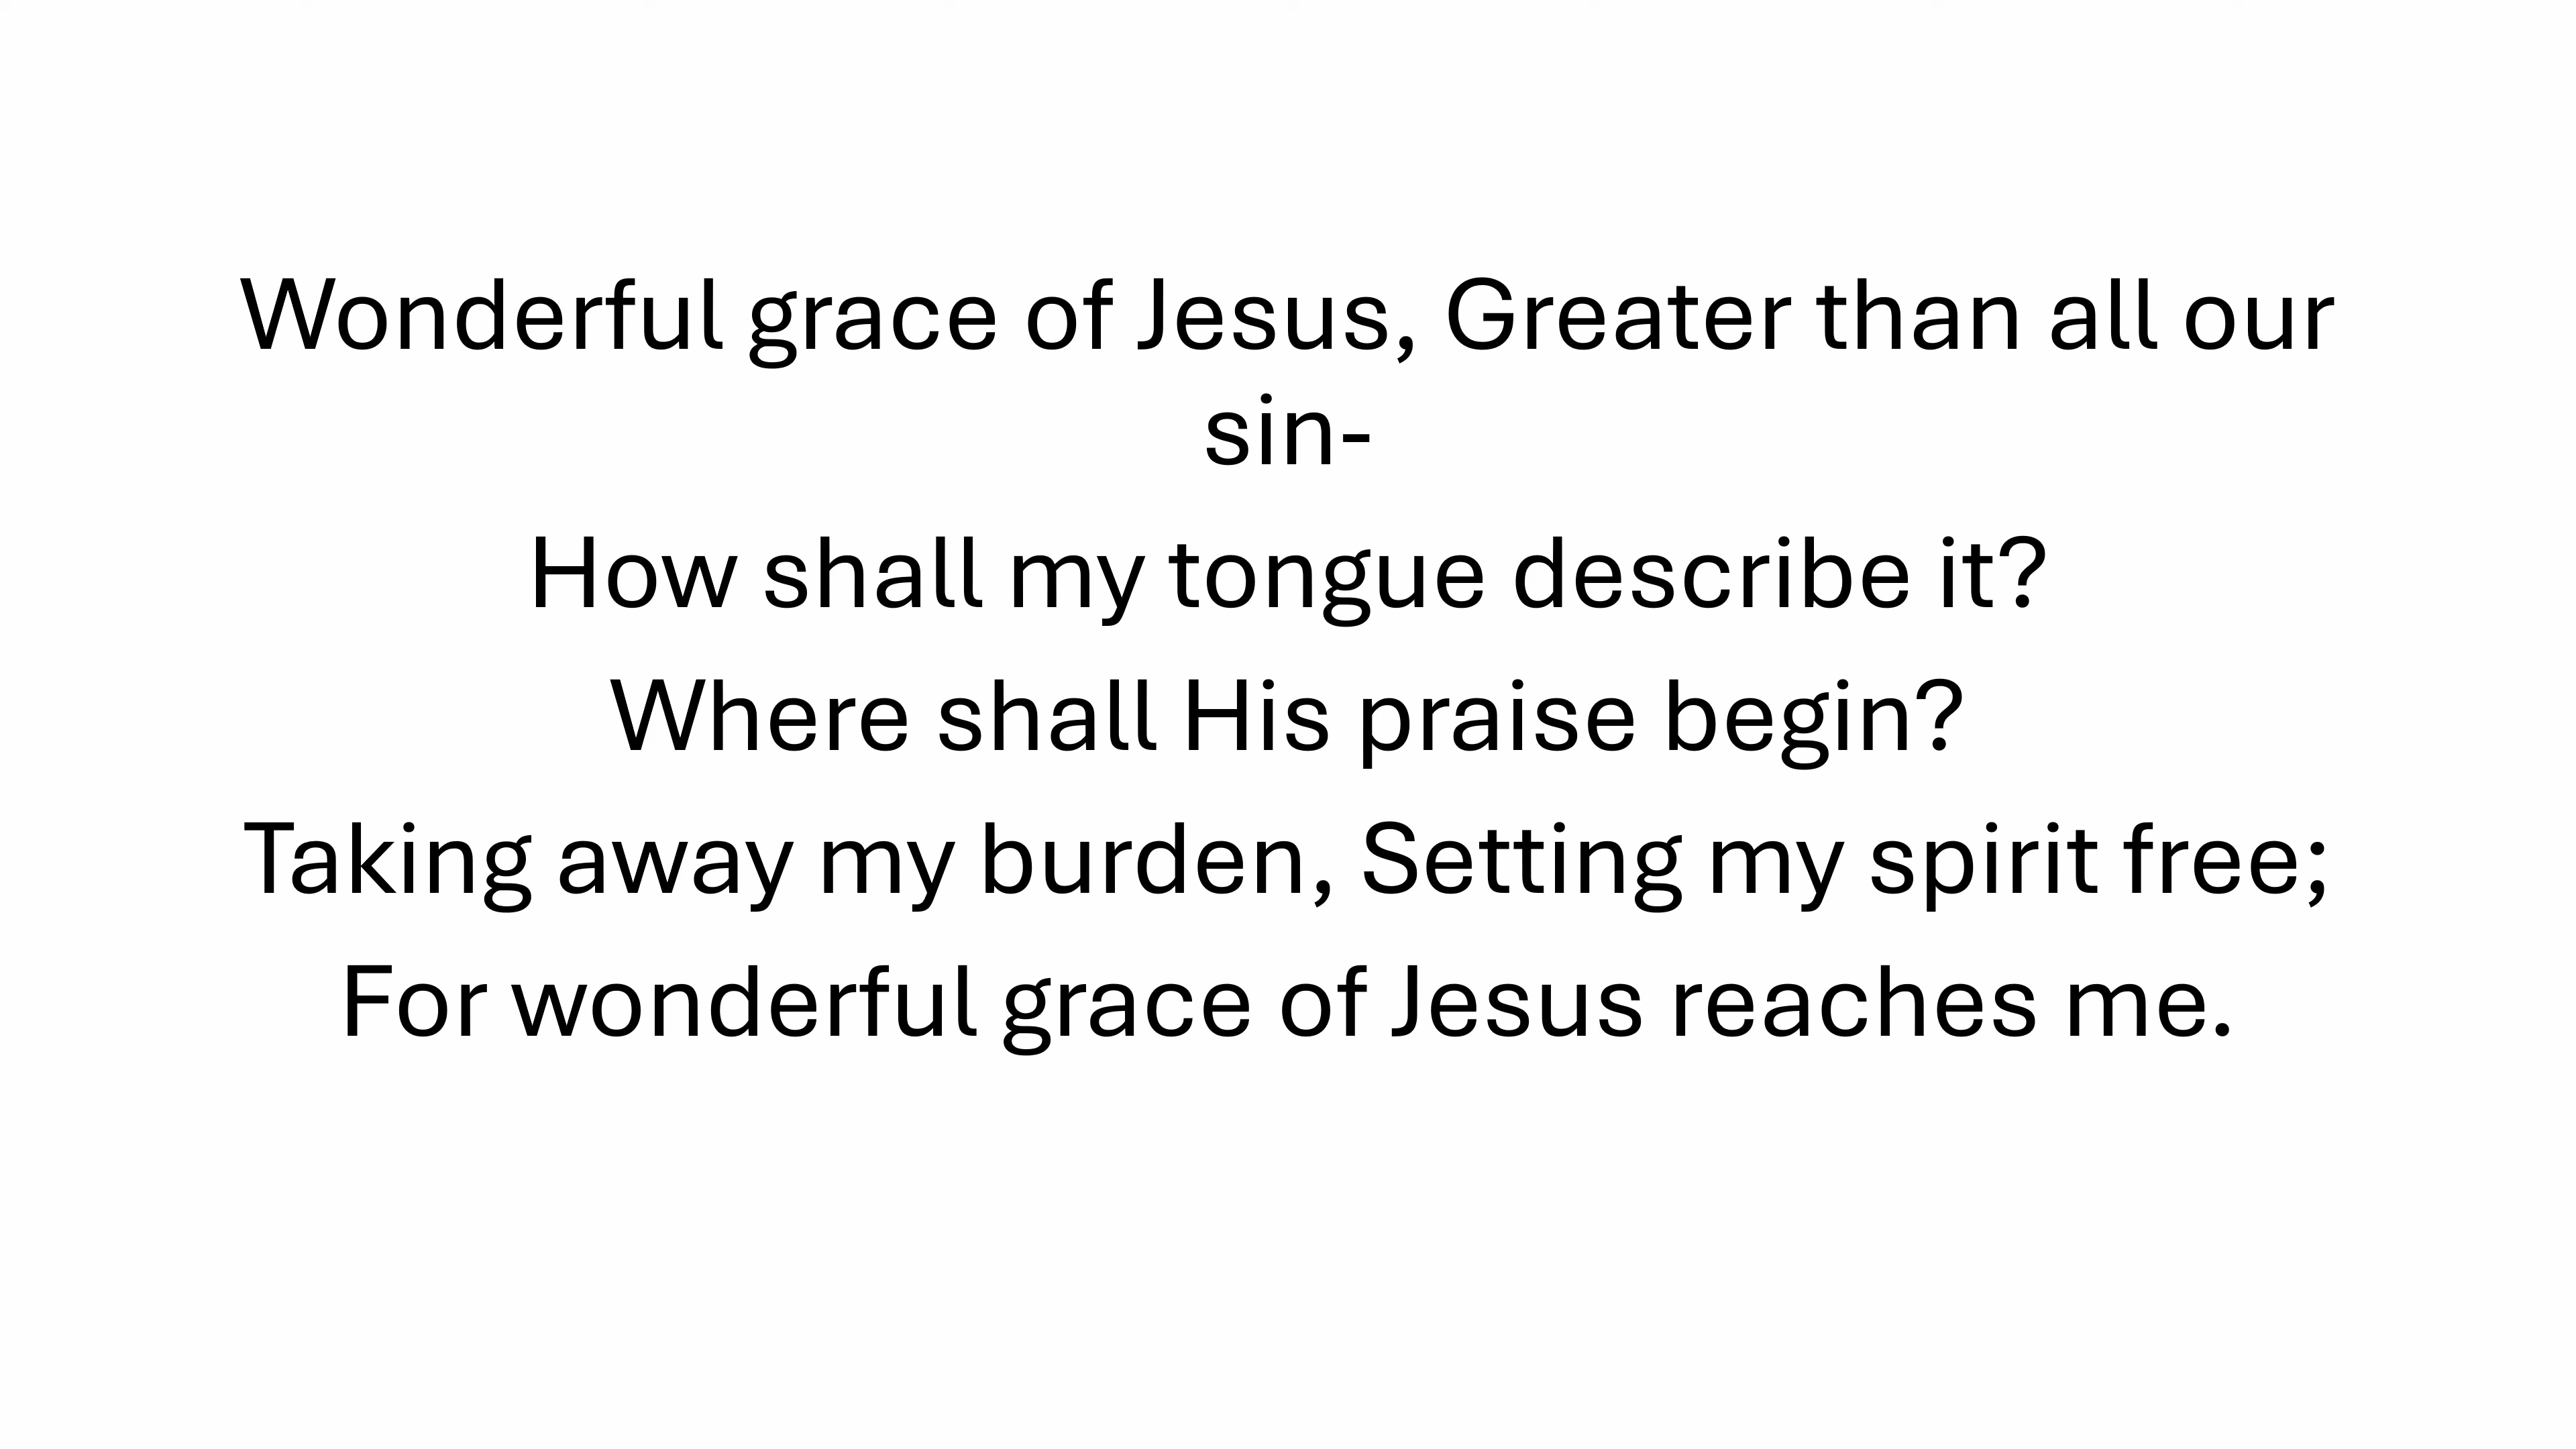 Wonderful grace of Jesus, Greater than all our
sin-
How shall my tongue describe it?
Where shall His praise begin?
Taking away my burden, Setting my spirit free;
For wonderful grace of Jesus reaches me.